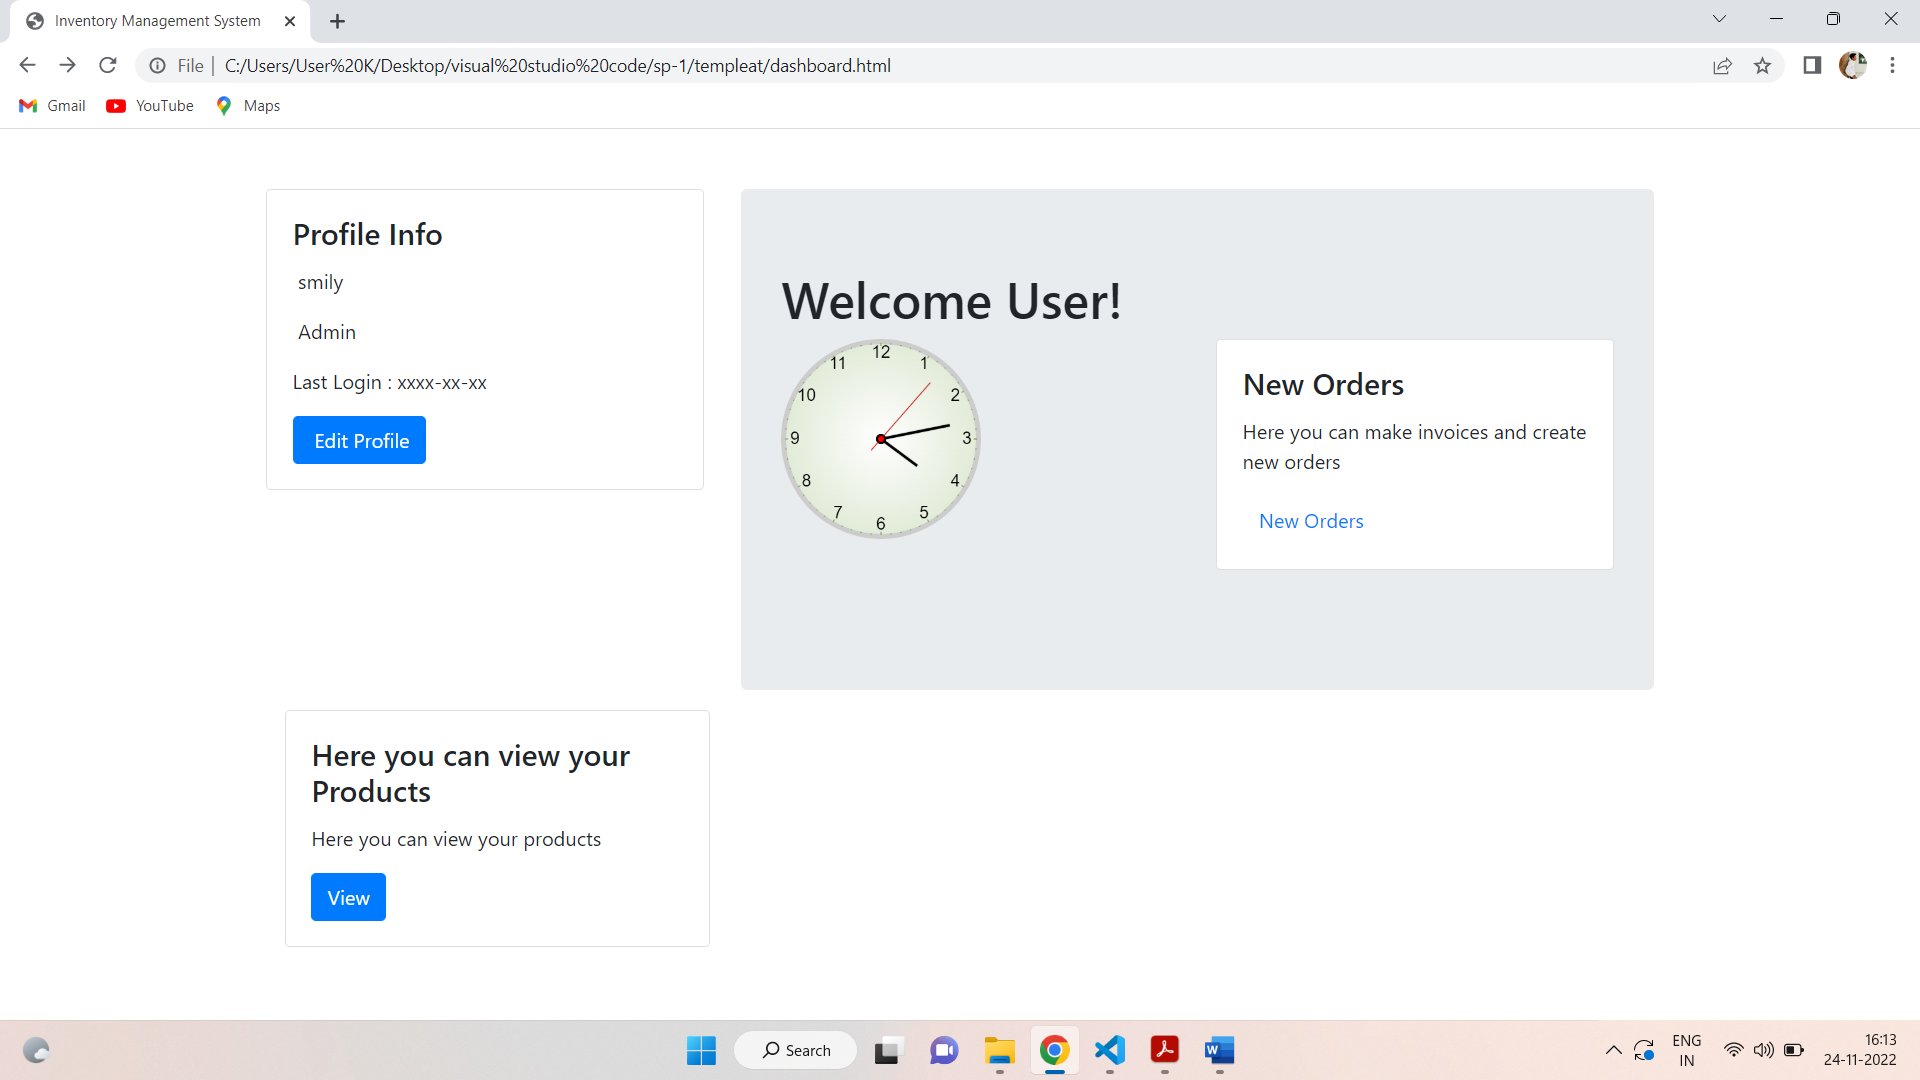 Inventory Management System
File | C:/Users/User%20K/Desktop/visual%20studio%20code/sp-1/templeat/dashboard.html
Gmail YouTube Maps
Profile Info
smily
Admin
Last Login : xxxx-xx-xx
Edit Profile
Welcome User!
12
1
2
3
4
5
6
7
8
9
10
11
New Orders
Here you can make invoices and create
new orders
New Orders
Here you can view your
Products
Here you can view your products
View
Search
W
ENG
IN
16:13
24-11-2022